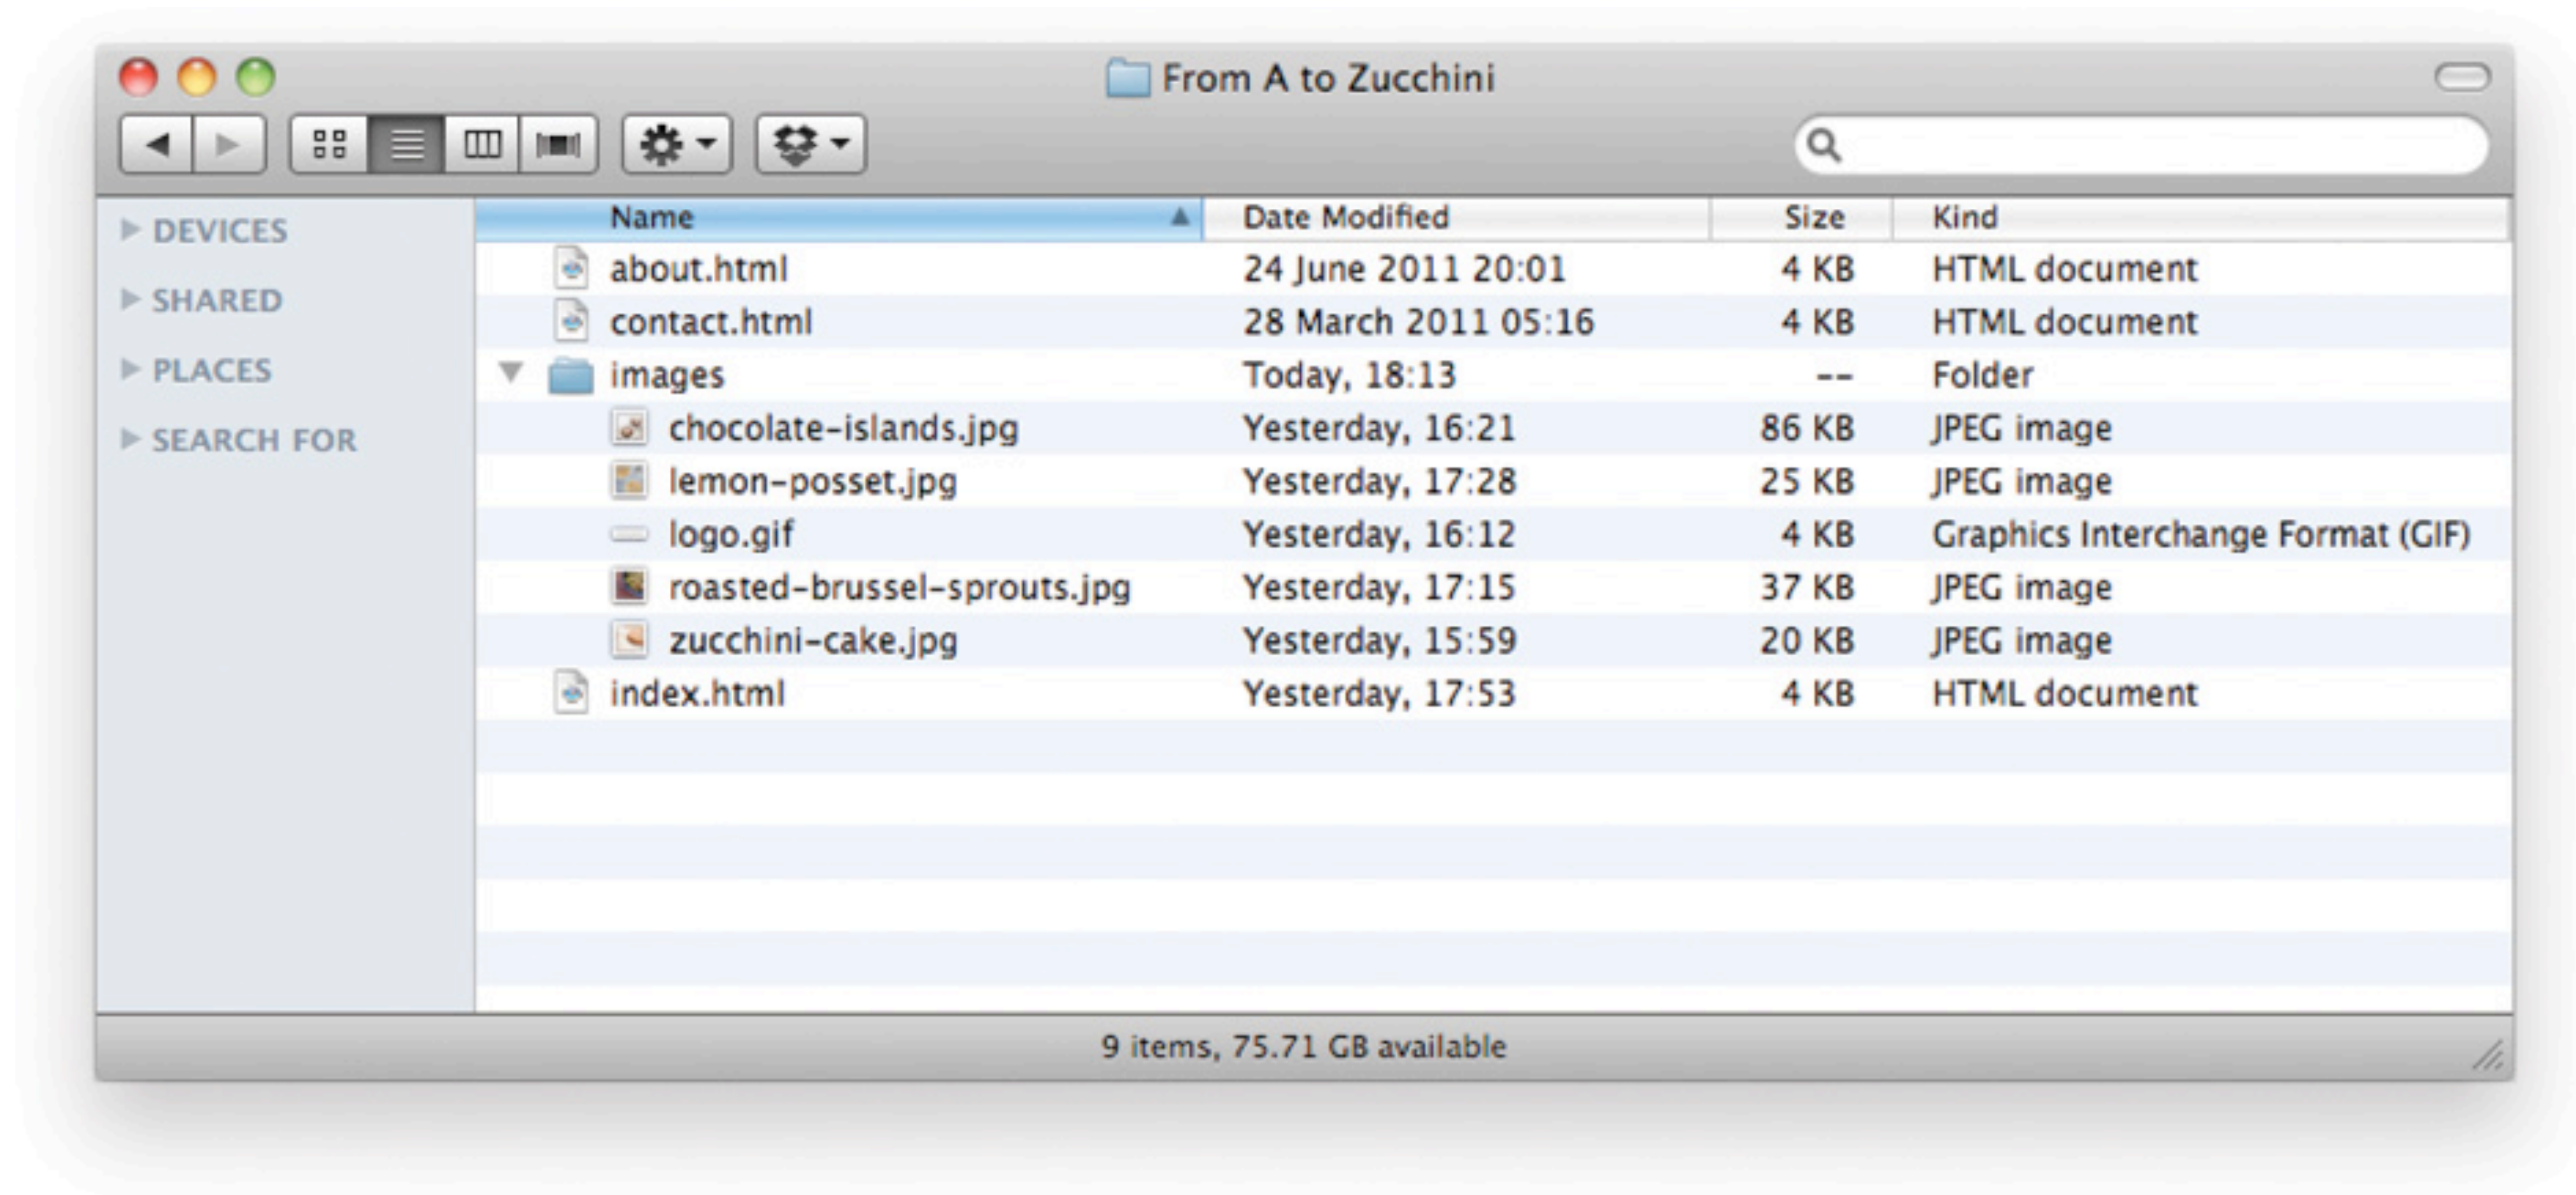 From A to Zucchini
DEVICES
SHARED
PLACES
SEARCH FOR
Name Date Modified Size Kind
about.html 24 June 2011 20:01 4 KB HTML document
contact.html 28 March 2011 05:16 4 KB HTML document
images Today, 18:13 -- Folder
chocolate-islands.jpg Yesterday, 16:21 86 KB JPEG image
lemon-posset.jpg Yesterday, 17:28 25 KB JPEG image
logo.gif Yesterday, 16:12 4 KB Graphics Interchange Format (GIF)
roasted-brussel-sprouts.jpg Yesterday, 17:15 37 KB JPEG image
zucchini-cake.jpg Yesterday, 15:59 20 KB JPEG image
index.html Yesterday, 17:53 4 KB HTML document
9 items, 75.71 GB available